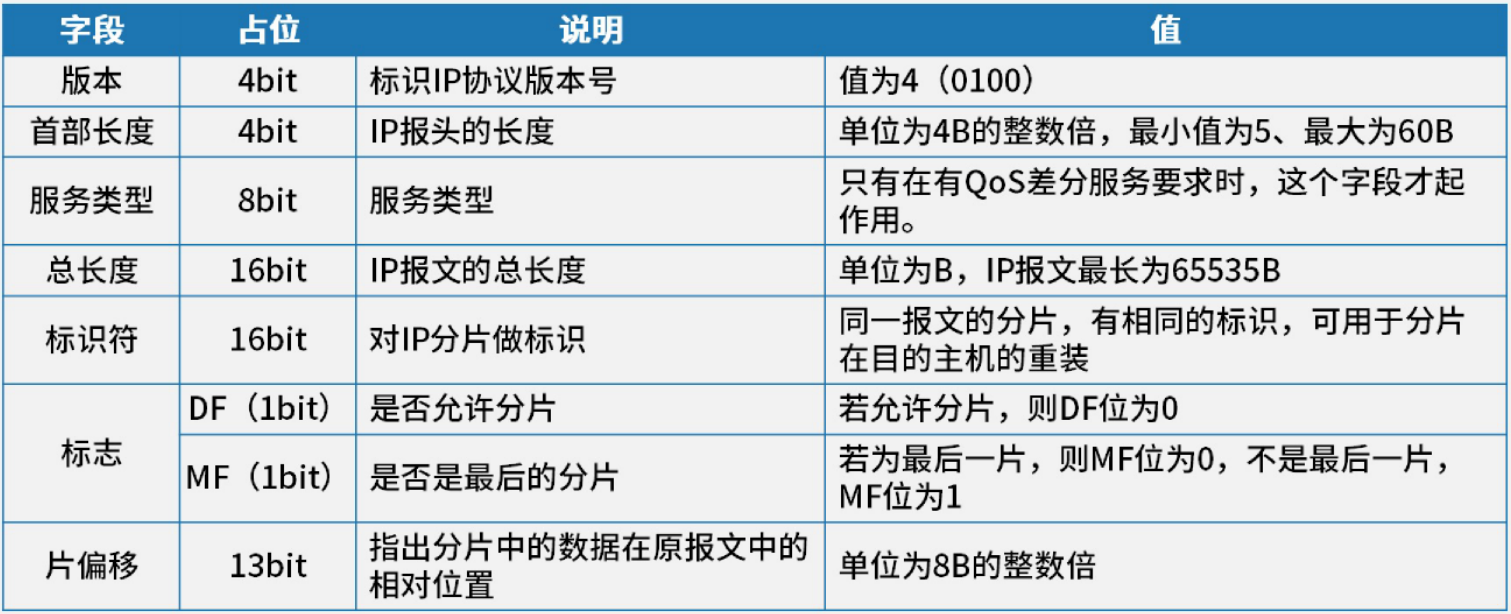 字段 占位 说明 值
版本 4bit 标识IP协议版本号 值为4（0100）
首部长度 4bit IP报头的长度 单位为4B的整数倍，最小值为5、最大为60B
服务类型 8bit 服务类型 只有在有QoS差分服务要求时，这个字段才起
作用。
总长度 16bit IP报文的总长度 单位为B，IP报文最长为65535B
标识符 16bit 对IP分片做标识 同一报文的分片，有相同的标识，可用于分片
在目的主机的重装
标志 DF（1bit） 是否允许分片 若允许分片，则DF位为0
MF（1bit） 是否是最后的分片 若为最后一片，则MF位为0，不是最后一片，
MF位为1
片偏移 13bit 指出分片中的数据在原报文中的
相对位置 单位为8B的整数倍